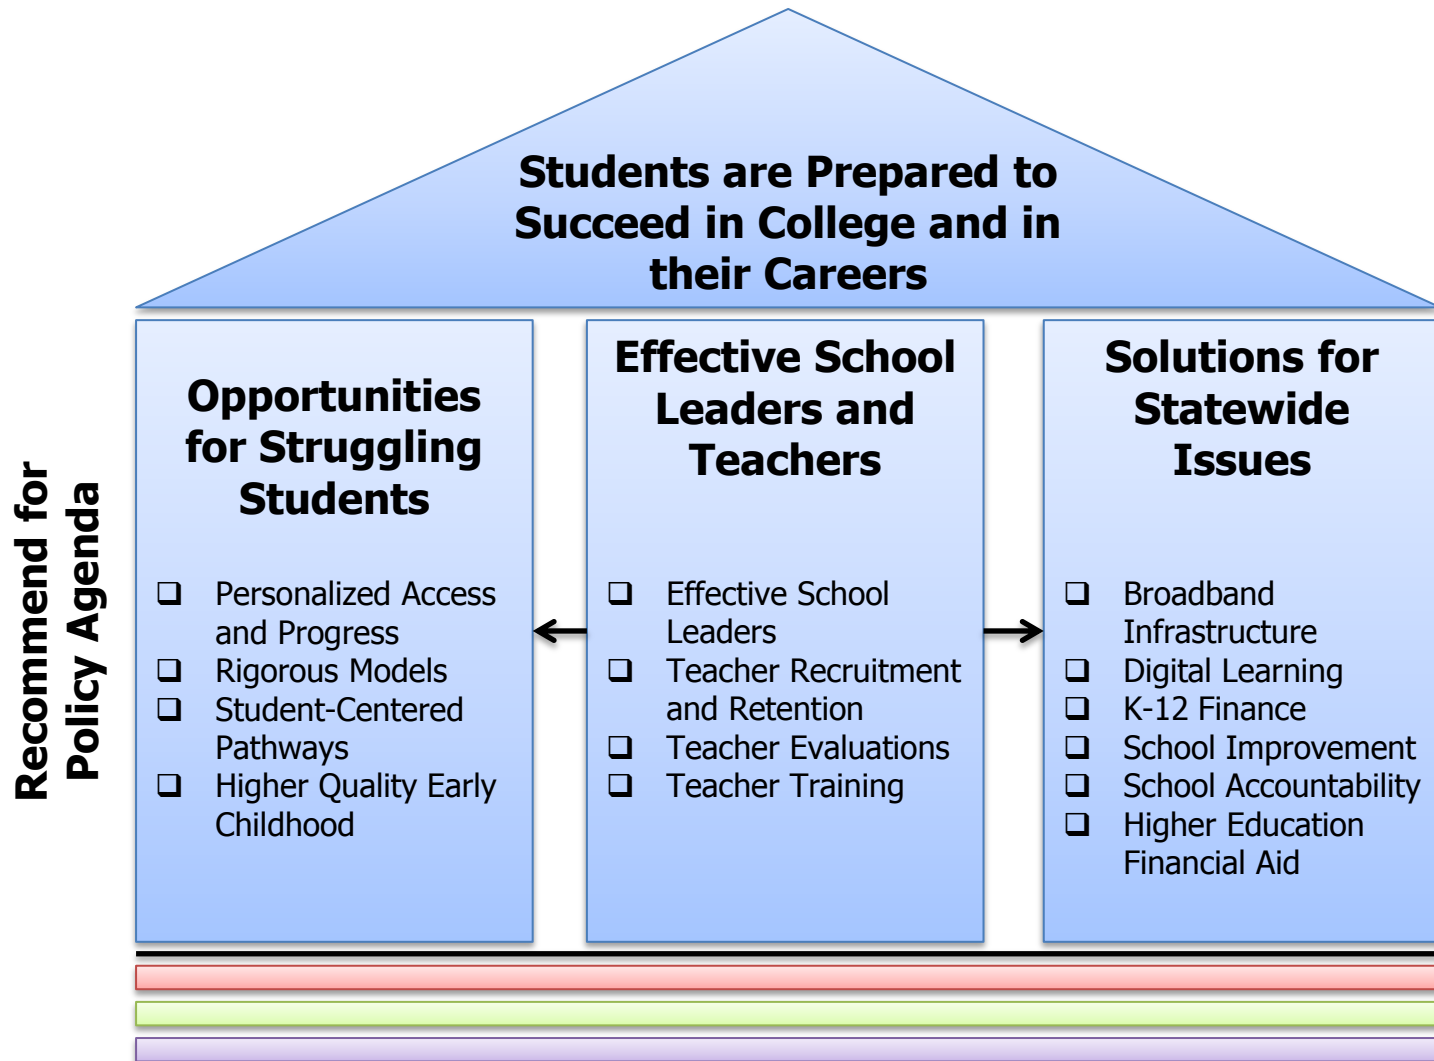 Students are Prepared to
Succeed in College and in
their Careers
Recommend for
Policy Agenda
Opportunities
for Struggling
Students
❑ Personalized Access
and Progress
❑ Rigorous Models
❑ Student-Centered
Pathways
❑ Higher Quality Early
Childhood
Effective School
Leaders and
Teachers
❑ Effective School
Leaders
❑ Teacher Recruitment
and Retention
❑ Teacher Evaluations
❑ Teacher Training
Solutions for
Statewide
Issues
❑ Broadband
Infrastructure
❑ Digital Learning
❑ K-12 Finance
❑ School Improvement
❑ School Accountability
❑ Higher Education
Financial Aid